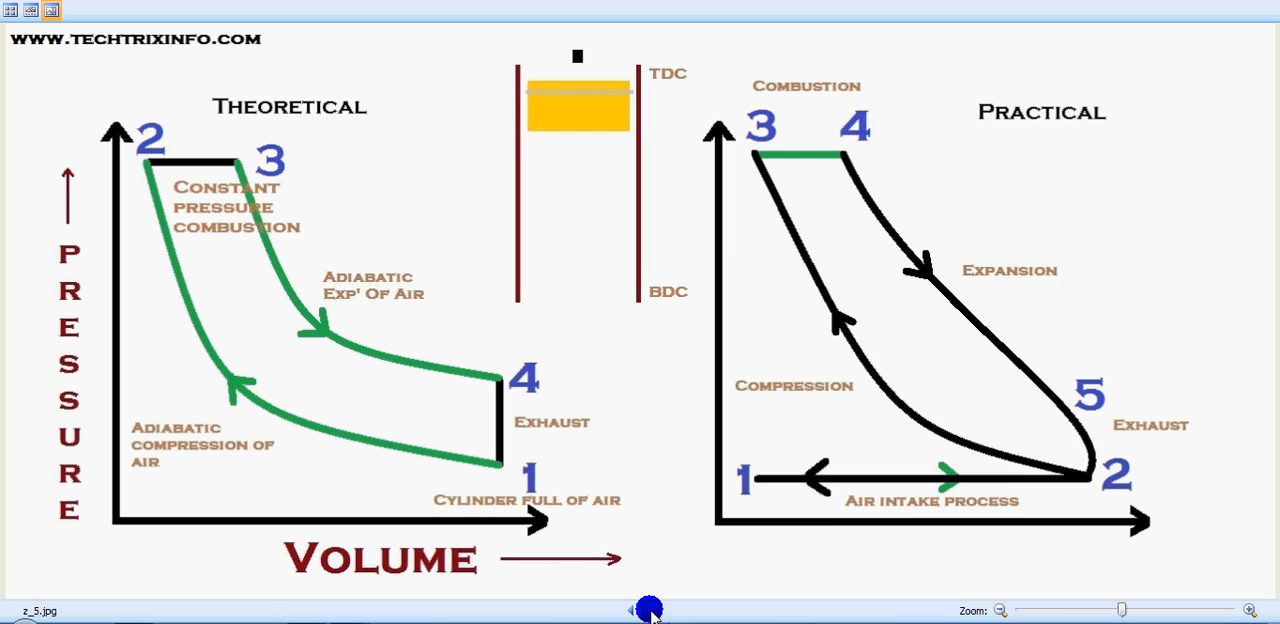 WWW.TECHTRIXINFO.COM
THEORETICAL
2
3
CONSTANT
PRESSURE
COMBUSTION
ADIABATIC
EXP' OF AIR
4
EXHAUST
ADIABATIC
COMPRESSION OF
AIR
1
CYLINDER FULL OF AIR
PRESSURE
VOLUME
TDC
BDC
PRACTICAL
COMBUSTION
3
4
EXPANSION
COMPRESSION
5
EXHAUST
1
2
AIR INTAKE PROCESS
z_5.jpg
Zoom: